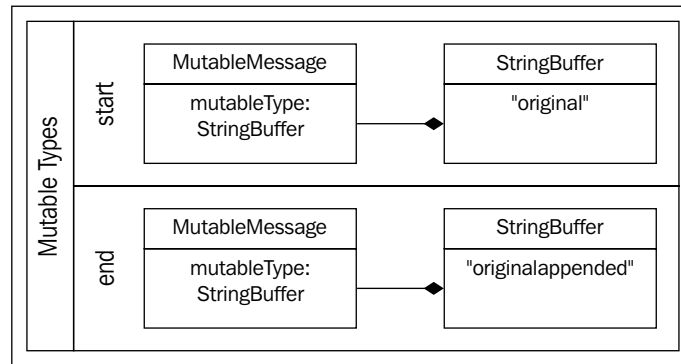 Mutable Types
start
MutableMessage
mutableType:
StringBuffer
StringBuffer
"original"
end
MutableMessage
mutableType:
StringBuffer
StringBuffer
"originalappended"